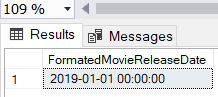 109 %
Results Messages
FormatedMovieReleaseDate
1 2019-01-01 00:00:00